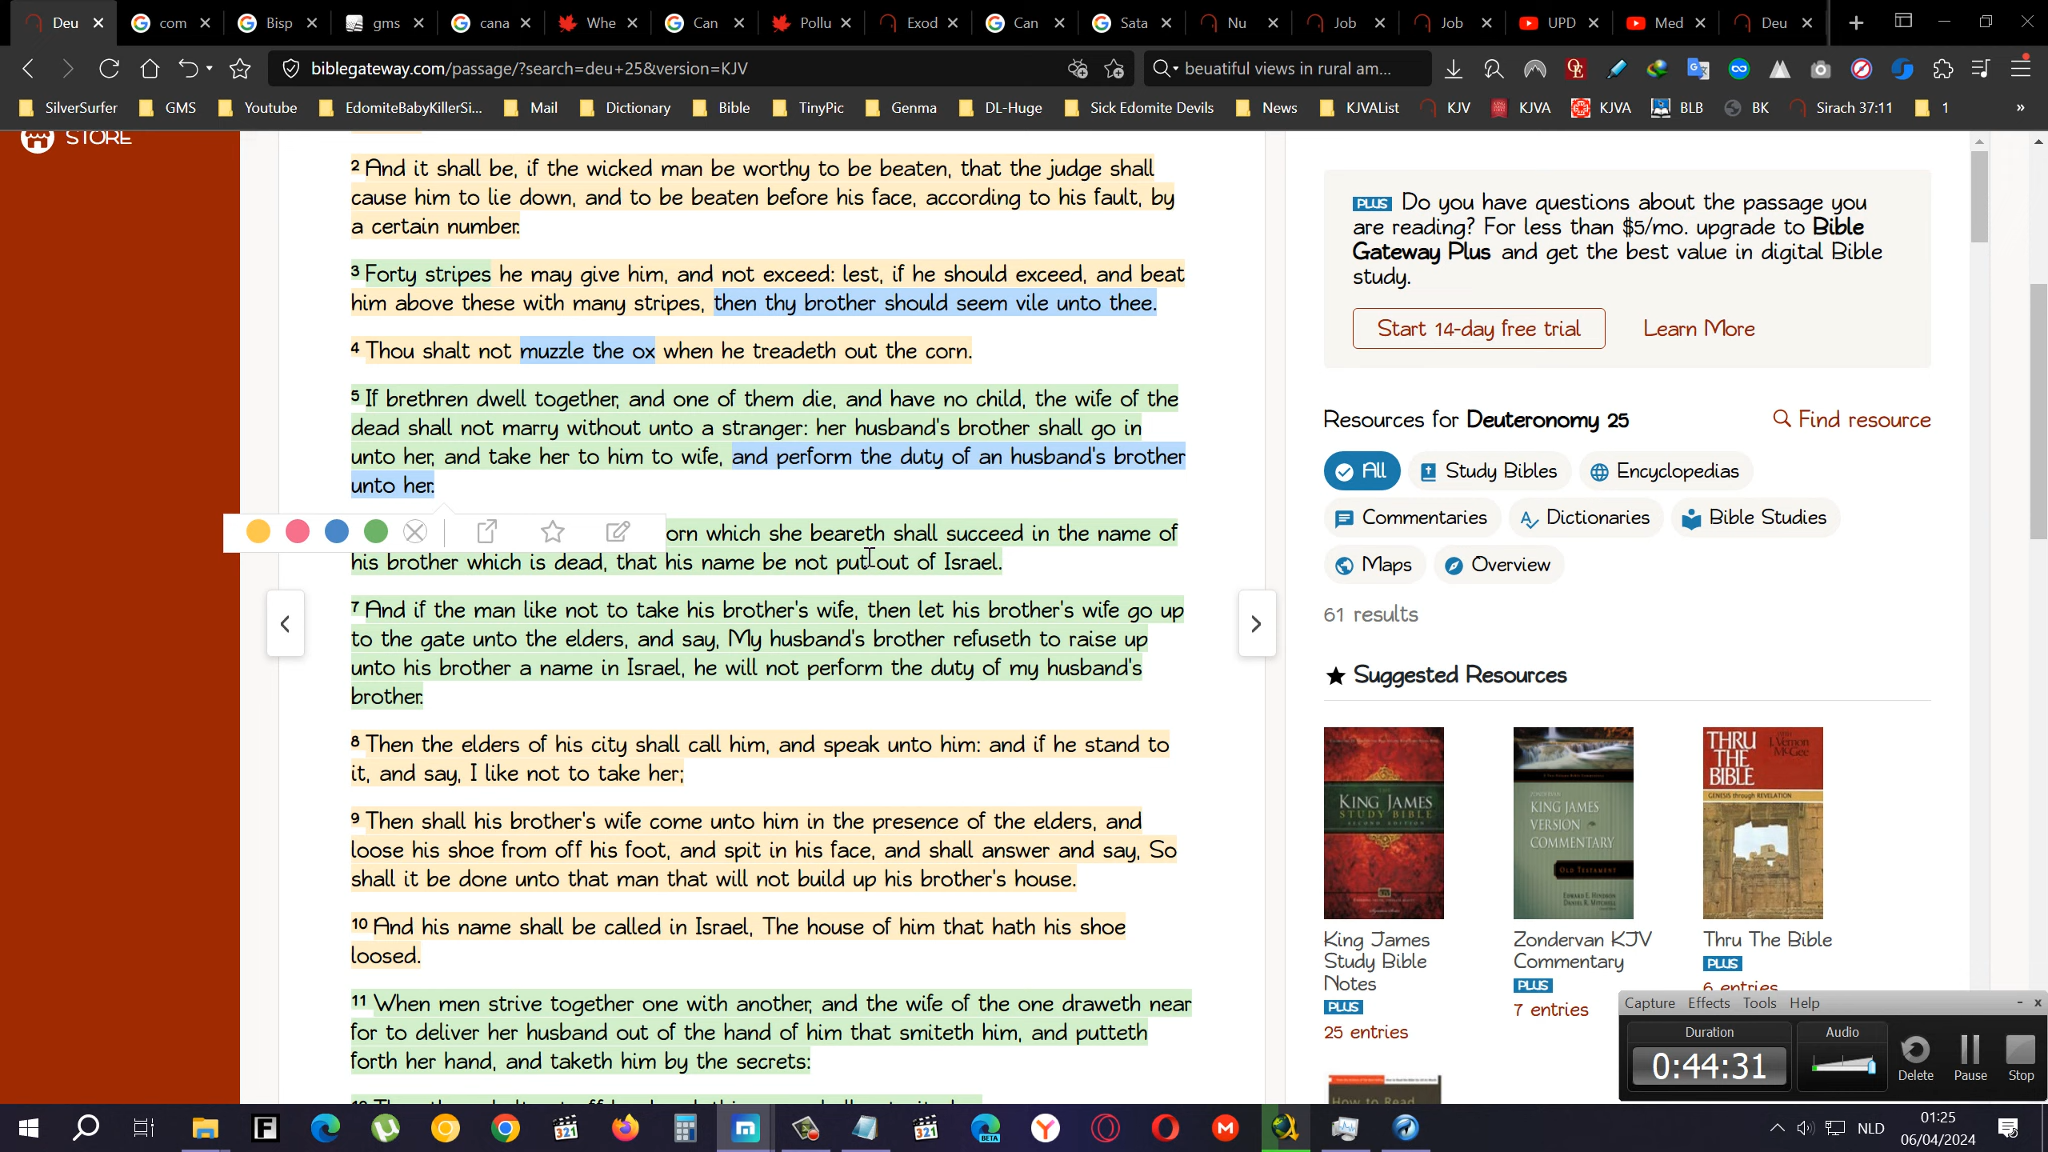 Deu
com
Bisp
gms
cana
Whe
Can
Pollu
Exod
Can
Sata
Nu
Job
Job
UPD
Med
Deu
biblegateway.com/passage/?search=deu+25&version=KJV
beuatiful views in rural am...
SilverSurfer
GMS
Youtube
EdomiteBabyKillerSi...
Mail
Dictionary
Bible
TinyPic
Genma
DL-Huge
Sick Edomite Devils
News
KJVAList
KJV
KJVA
KJVA
BLB
BK
Sirach 37:11
1
»
STORE
2 And it shall be, if the wicked man be worthy to be beaten, that the judge shall
cause him to lie down, and to be beaten before his face, according to his fault, by
a certain number.
3 Forty stripes he may give him, and not exceed: lest, if he should exceed, and beat
him above these with many stripes, then thy brother should seem vile unto thee.
4 Thou shalt not muzzle the ox when he treadeth out the corn.
5 If brethren dwell together, and one of them die, and have no child, the wife of the
dead shall not marry without unto a stranger: her husband's brother shall go in
unto her, and take her to him to wife, and perform the duty of an husband's brother
unto her.
orn which she beareth shall succeed in the name of
his brother which is dead, that his name be not put out of Israel.
7 And if the man like not to take his brother's wife, then let his brother's wife go up
to the gate unto the elders, and say, My husband's brother refuseth to raise up
unto his brother a name in Israel, he will not perform the duty of my husband's
brother.
8 Then the elders of his city shall call him, and speak unto him: and if he stand to
it, and say, I like not to take her;
9 Then shall his brother's wife come unto him in the presence of the elders, and
loose his shoe from off his foot, and spit in his face, and shall answer and say, So
shall it be done unto that man that will not build up his brother's house.
10 And his name shall be called in Israel, The house of him that hath his shoe
loosed.
11 When men strive together one with another, and the wife of the one draweth near
for to deliver her husband out of the hand of him that smiteth him, and putteth
forth her hand, and taketh him by the secrets:
PLUS Do you have questions about the passage you
are reading? For less than $5/mo. upgrade to Bible
Gateway Plus and get the best value in digital Bible
study.
Start 14-day free trial
Learn More
Resources for Deuteronomy 25
Find resource
All
Study Bibles
Encyclopedias
Commentaries
Dictionaries
Bible Studies
Maps
Overview
61 results
Suggested Resources
KING JAMES
STUDY BIBLE
SECOND EDITION
KING JAMES
VERSION
COMMENTARY
OLD TESTAMENT
THRU
THE
BIBLE
J. Vernon
McGee
GENESIS through REVELATION
King James
Study Bible
Notes
PLUS
25 entries
Zondervan KJV
Commentary
PLUS
7 entries
Thru The Bible
PLUS
6 entries
How to Read
Capture
Effects
Tools
Help
Duration
0:44:31
Audio
Delete
Pause
Stop
F
321
321
BETA
Y
NLD
01:25
06/04/2024